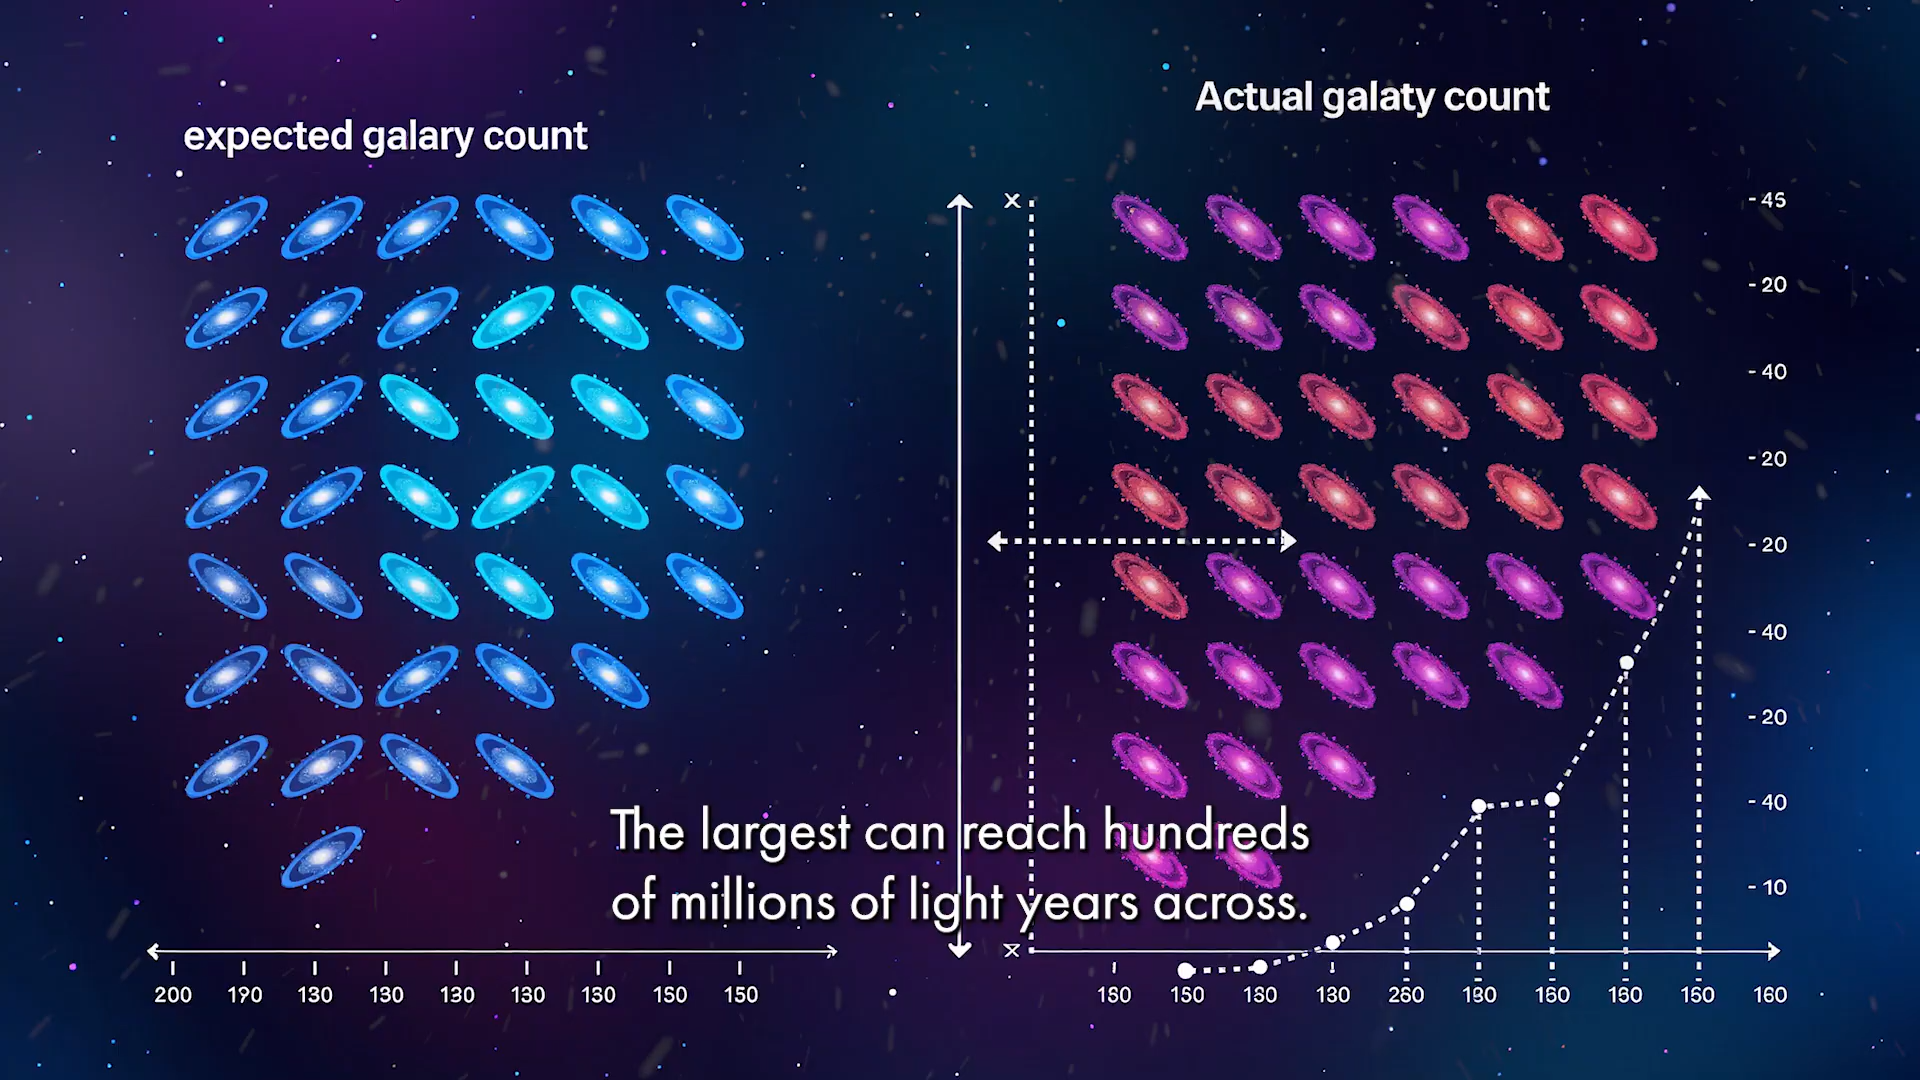 expected galary count
Actual galaty count
45
20
40
20
20
40
20
40
10
The largest can reach hundreds
of millions of light years across.
200 190 130 130 130 130 130 150 150
180 150 130 130 260 180 160 160 150 160